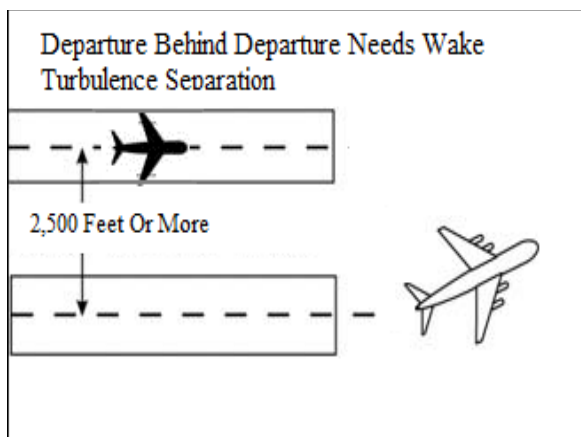 Departure Behind Departure Needs Wake
Turbulence Separation
2,500 Feet Or More